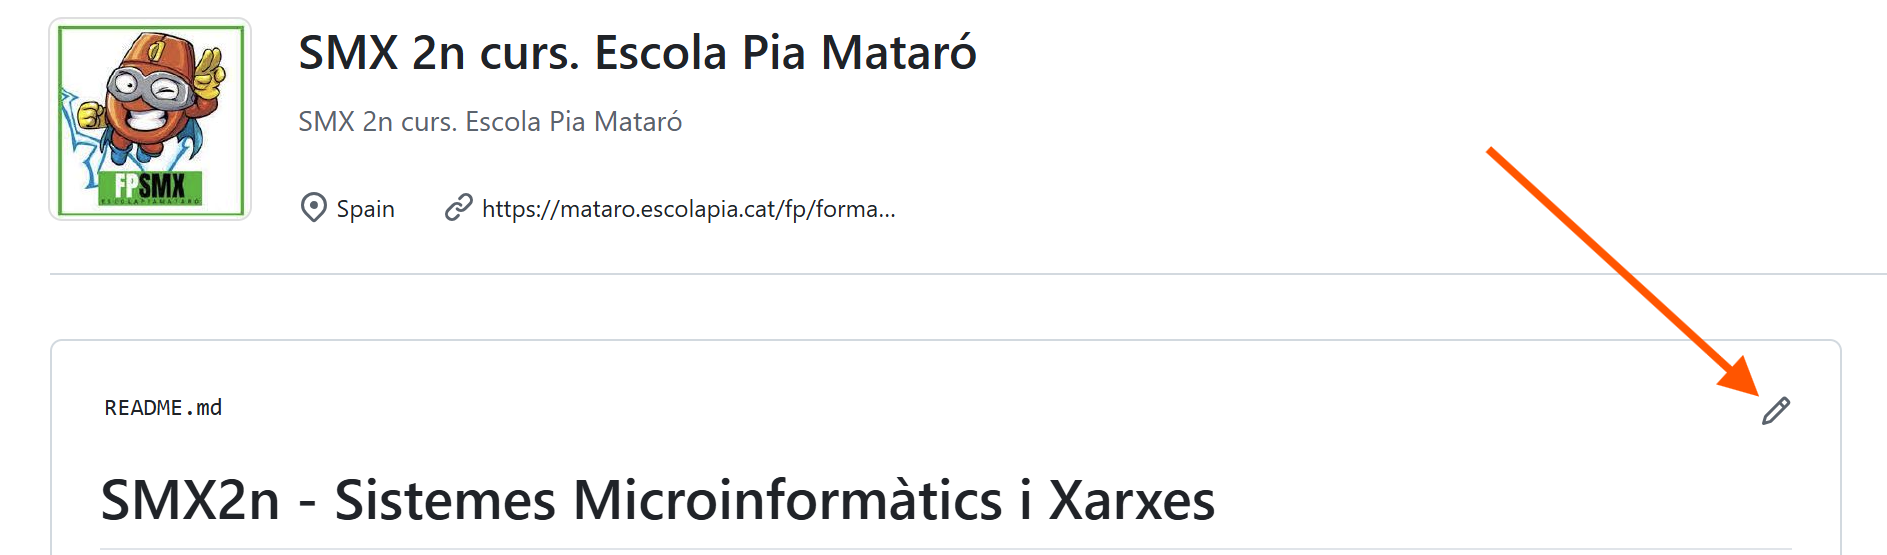 SMX 2n curs. Escola Pia Mataró
SMX 2n curs. Escola Pia Mataró
Spain
https://mataro.escolapia.cat/fp/forma...
FPSMX
ESCOLAPIAMATARÓ
README.md
SMX2n - Sistemes Microinformàtics i Xarxes